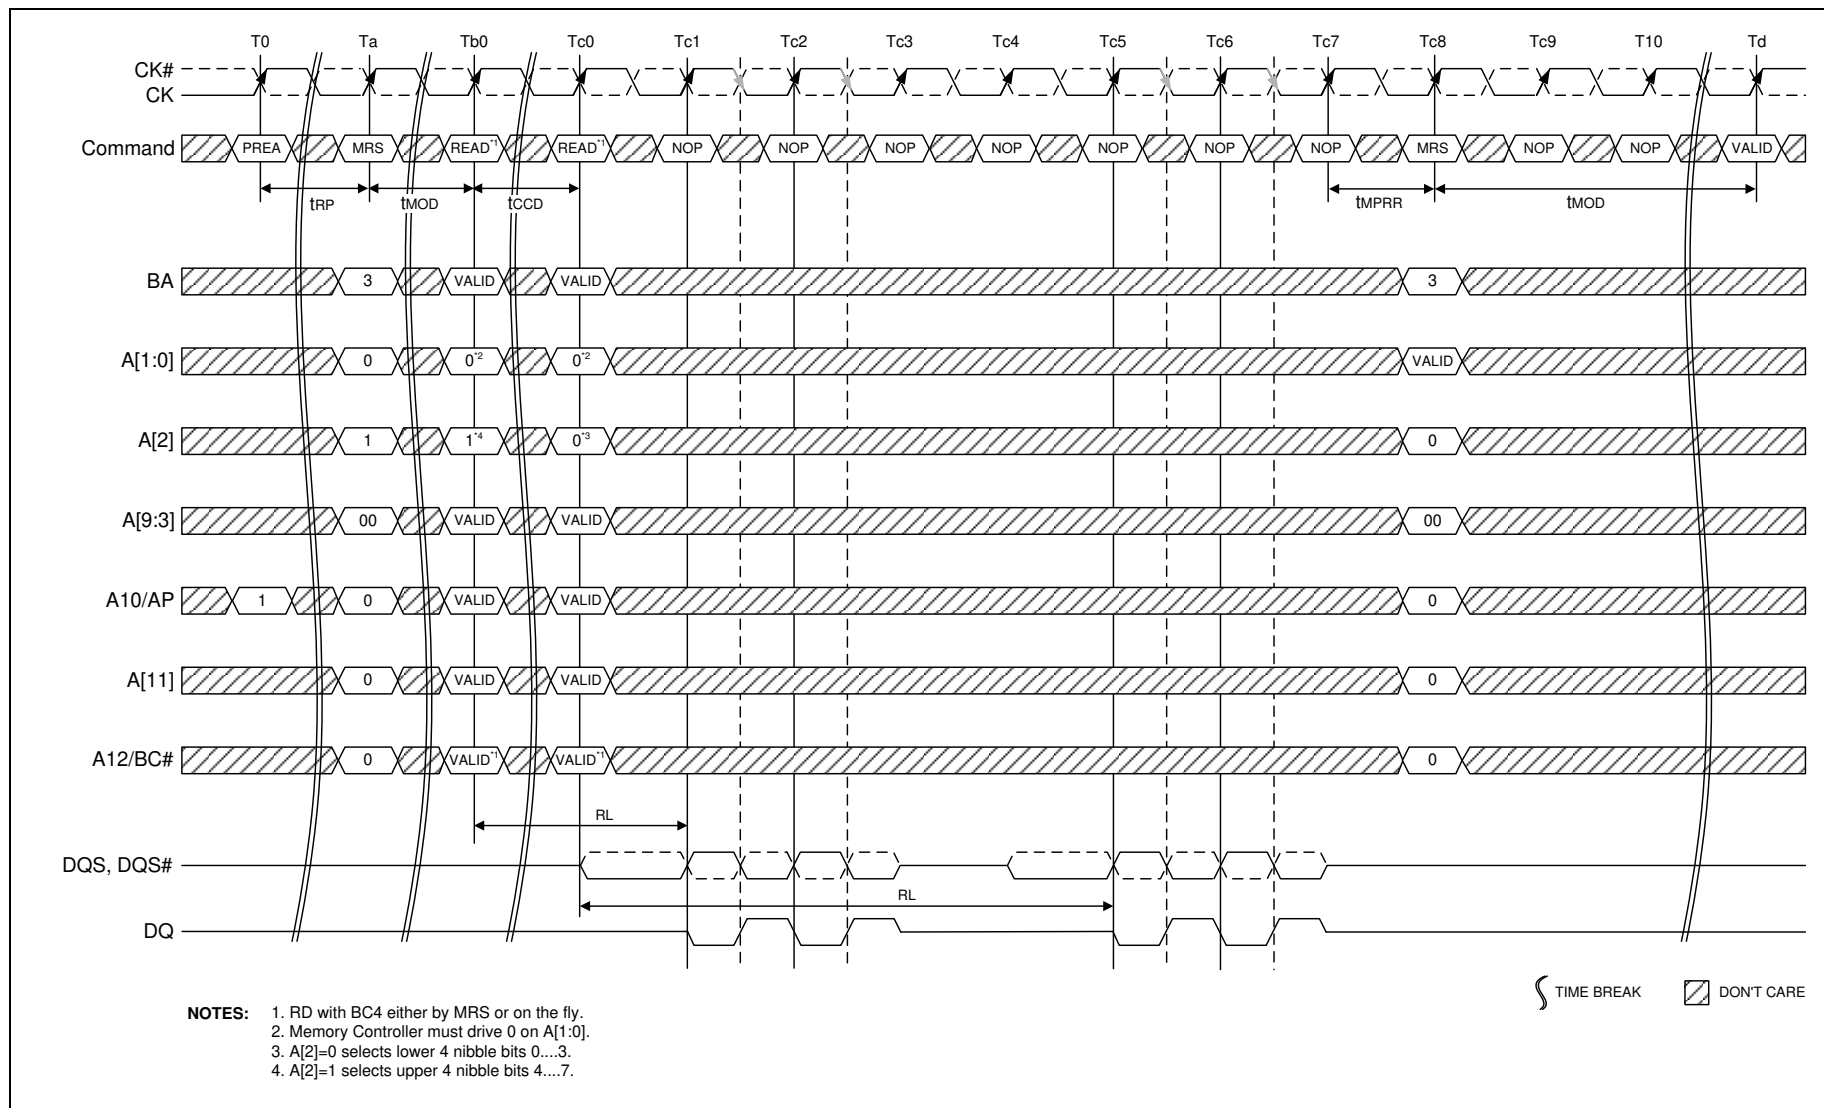 T0 Ta Tb0 Tc0 Tc1 Tc2 Tc3 Tc4 Tc5 Tc6 Tc7 Tc8 Tc9 T10 Td
CK#
CK
Command PREA MRS READ*1 READ*1 NOP NOP NOP NOP NOP NOP NOP MRS NOP NOP VALID
tRP tMOD tCCD tMPRR tMOD
BA 3 VALID VALID 3
A[1:0] 0 0*2 0*2 VALID
A[2] 1 1*4 0*3 0
A[9:3] 00 VALID VALID 00
A10/AP 1 0 VALID VALID 0
A[11] 0 VALID VALID 0
A12/BC# 0 VALID*1 VALID*1 0
RL
DQS, DQS#
RL
DQ
TIME BREAK DON'T CARE
NOTES: 1. RD with BC4 either by MRS or on the fly.
2. Memory Controller must drive 0 on A[1:0].
3. A[2]=0 selects lower 4 nibble bits 0....3.
4. A[2]=1 selects upper 4 nibble bits 4....7.